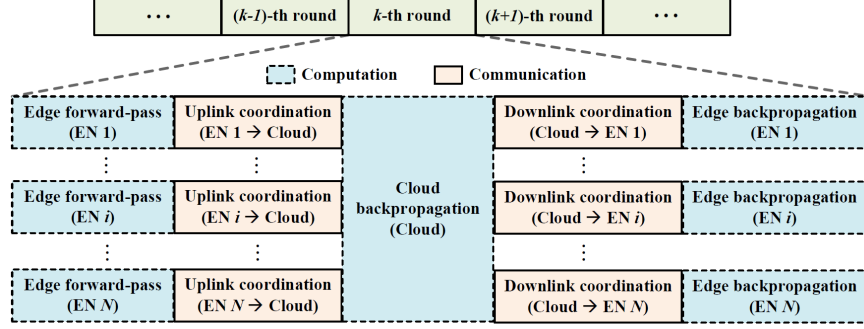 ... (k-1)-th round k-th round (k+1)-th round ...
Computation Communication
Edge forward-pass Uplink coordination Downlink coordination Edge backpropagation
(EN 1) (EN 1 → Cloud) (Cloud → EN 1) (EN 1)
⋮ ⋮ ⋮ ⋮
Edge forward-pass Uplink coordination Cloud Downlink coordination Edge backpropagation
(EN i) (EN i → Cloud) backpropagation (Cloud → EN i) (EN i)
(Cloud)
⋮ ⋮ ⋮ ⋮
Edge forward-pass Uplink coordination Downlink coordination Edge backpropagation
(EN N) (EN N → Cloud) (Cloud → EN N) (EN N)